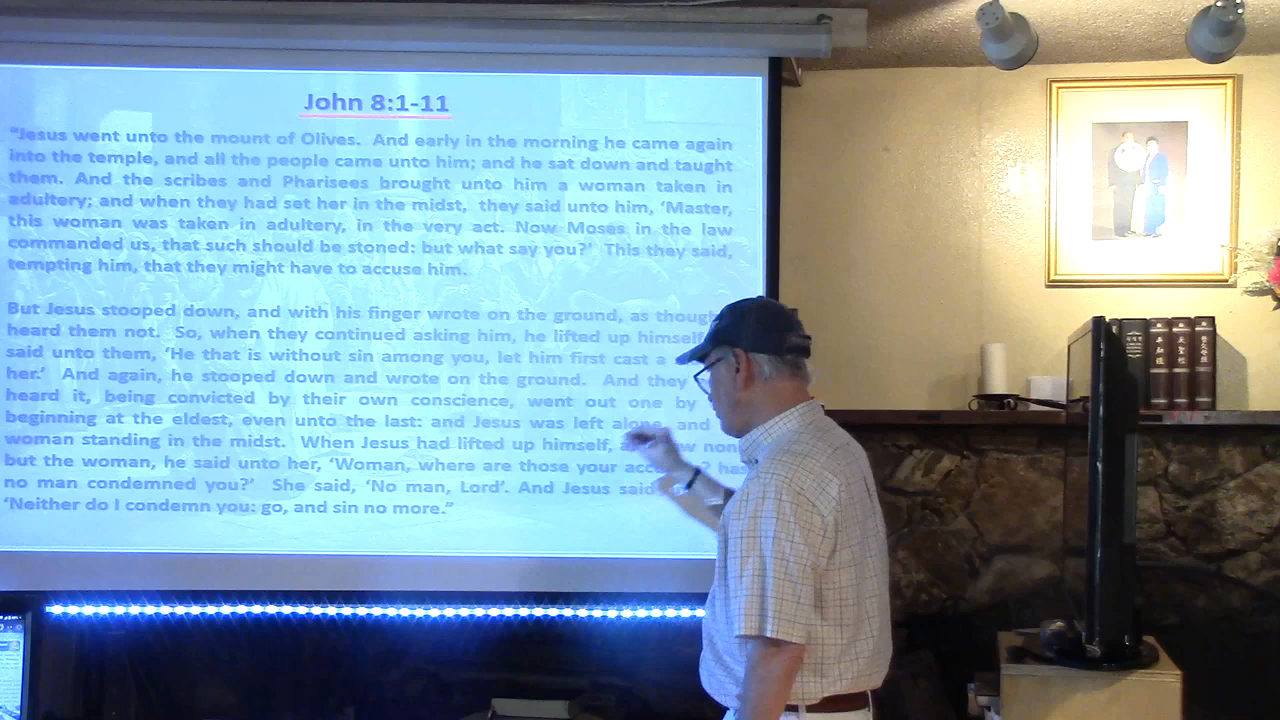 John 8:1-11
"Jesus went unto the mount of Olives. And early in the morning he came again
into the temple, and all the people came unto him; and he sat down and taught
them. And the scribes and Pharisees brought unto him a woman taken in
adultery; and when they had set her in the midst, they said unto him, 'Master,
this woman was taken in adultery, in the very act. Now Moses in the law
commanded us, that such should be stoned: but what say you?' This they said,
tempting him, that they might have to accuse him.
But Jesus stooped down, and with his finger wrote on the ground, as though
heard them not. So, when they continued asking him, he lifted up himself
said unto them, 'He that is without sin among you, let him first cast a
her.' And again, he stooped down and wrote on the ground. And they
heard it, being convicted by their own conscience, went out one by
beginning at the eldest, even unto the last: and Jesus was left alone, and
woman standing in the midst. When Jesus had lifted up himself, none
but the woman, he said unto her, 'Woman, where are those your has
no man condemned you?' She said, 'No man, Lord'. And Jesus said
'Neither do I condemn you: go, and sin no more."
平和經
天聖經